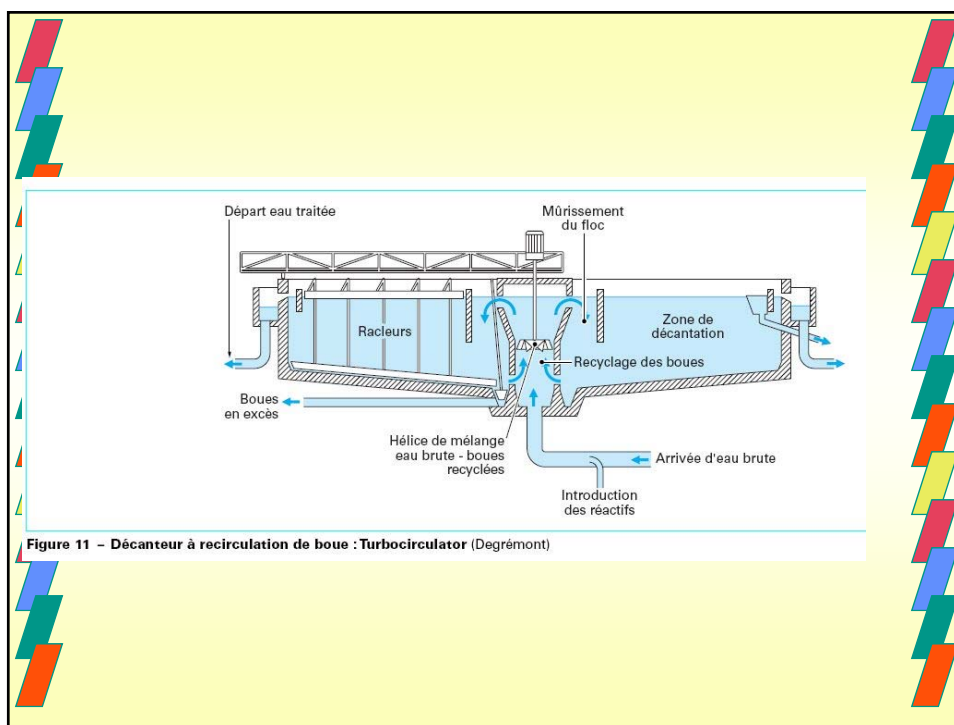 Départ eau traitée
Mûrissement
du floc
Racleurs
Zone de
décantation
Recyclage des boues
Boues
en excès
Hélice de mélange
eau brute - boues
recyclées
Arrivée d'eau brute
Introduction
des réactifs
Figure 11 – Décanteur à recirculation de boue : Turbocirculator (Degrémont)